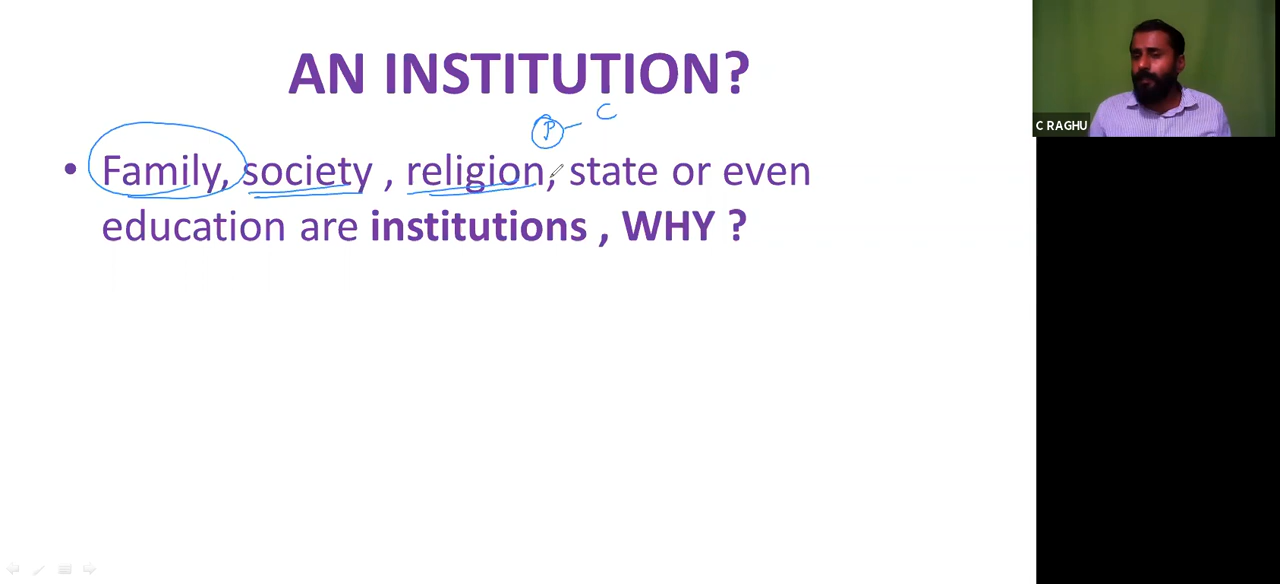 AN INSTITUTION?
P - C
• Family, society , religion, state or even
education are institutions , WHY ?
C RAGHU